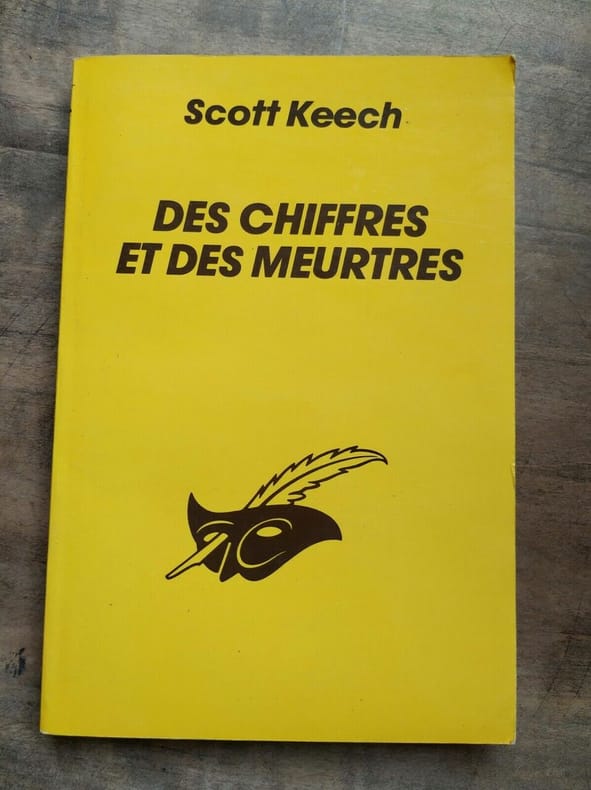 Scott Keech
DES CHIFFRES
ET DES MEURTRES